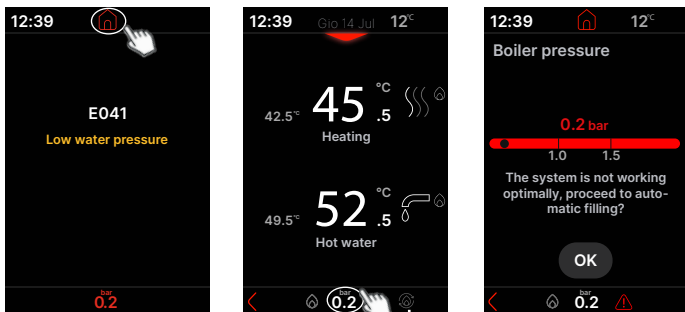 12:39
E041
Low water pressure
bar
0.2
12:39 Gio 14 Jul 12°C
42.5°C 45.5 °C
Heating
49.5°C 52.5 °C
Hot water
bar
0.2
12:39 12°C
Boiler pressure
0.2 bar
1.0 1.5
The system is not working
optimally, proceed to auto-
matic filling?
OK
bar
0.2